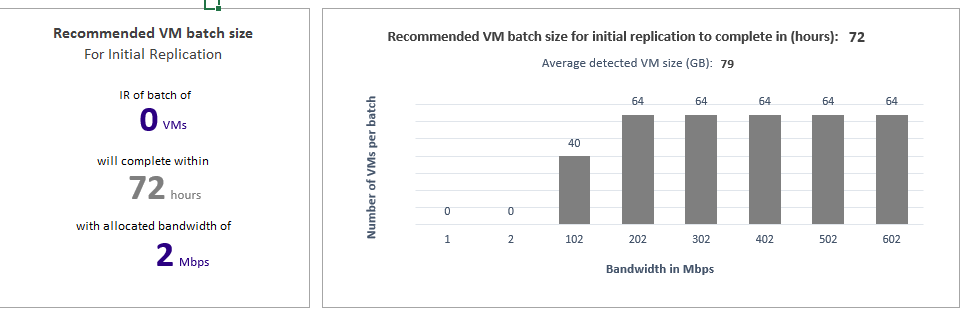 Recommended VM batch size
For Initial Replication
IR of batch of
0 VMs
will complete within
72 hours
with allocated bandwidth of
2 Mbps
Recommended VM batch size for initial replication to complete in (hours): 72
Average detected VM size (GB): 79
Number of VMs per batch
0 0 40 64 64 64 64 64
1 2 102 202 302 402 502 602
Bandwidth in Mbps